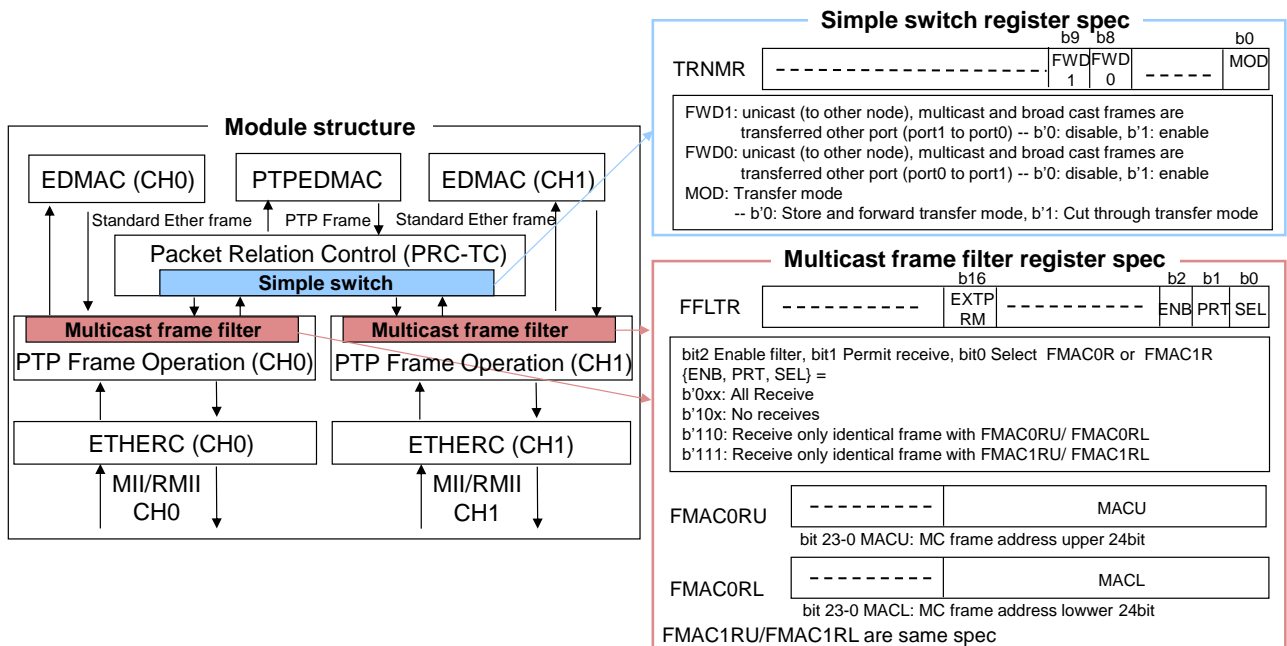 Module structure
EDMAC (CH0)
PTPEDMAC
EDMAC (CH1)
Standard Ether frame
PTP Frame
Standard Ether frame
Packet Relation Control (PRC-TC)
Simple switch
Multicast frame filter
Multicast frame filter
PTP Frame Operation (CH0)
PTP Frame Operation (CH1)
ETHERC (CH0)
ETHERC (CH1)
MII/RMII
CH0
MII/RMII
CH1
Simple switch register spec
b9
b8
b0
TRNMR
FWD
1
FWD
0
MOD
FWD1: unicast (to other node), multicast and broad cast frames are
transferred other port (port1 to port0) -- b'0: disable, b'1: enable
FWD0: unicast (to other node), multicast and broad cast frames are
transferred other port (port0 to port1) -- b'0: disable, b'1: enable
MOD: Transfer mode
-- b'0: Store and forward transfer mode, b'1: Cut through transfer mode
Multicast frame filter register spec
b16
b2
b1
b0
FFLTR
EXTP
RM
ENB
PRT
SEL
bit2 Enable filter, bit1 Permit receive, bit0 Select FMAC0R or FMAC1R
{ENB, PRT, SEL} =
b'0xx: All Receive
b'10x: No receives
b'110: Receive only identical frame with FMAC0RU/ FMAC0RL
b'111: Receive only identical frame with FMAC1RU/ FMAC1RL
FMAC0RU
MACU
bit 23-0 MACU: MC frame address upper 24bit
FMAC0RL
MACL
bit 23-0 MACL: MC frame address lowwer 24bit
FMAC1RU/FMAC1RL are same spec